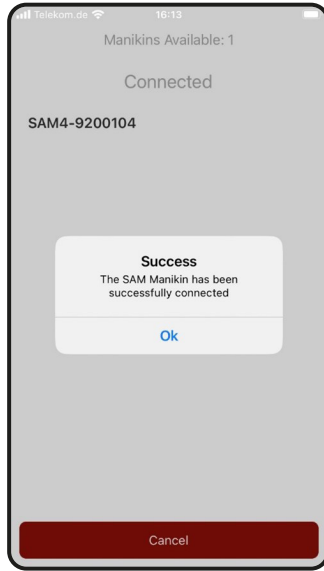 Telekom.de 16:13
Manikins Available: 1
Connected
SAM4-9200104
Success
The SAM Manikin has been
successfully connected
Ok
Cancel